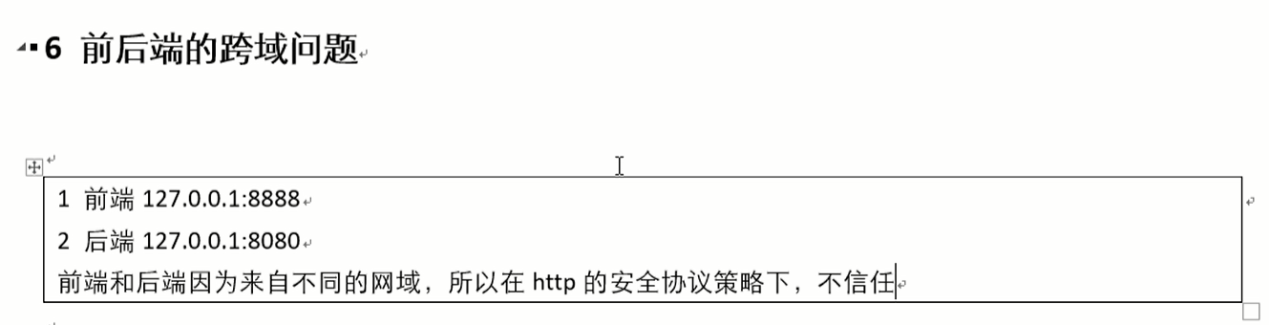 6 前后端的跨域问题
1 前端 127.0.0.1:8888
2 后端 127.0.0.1:8080
前端和后端因为来自不同的网域，所以在 http 的安全协议策略下，不信任